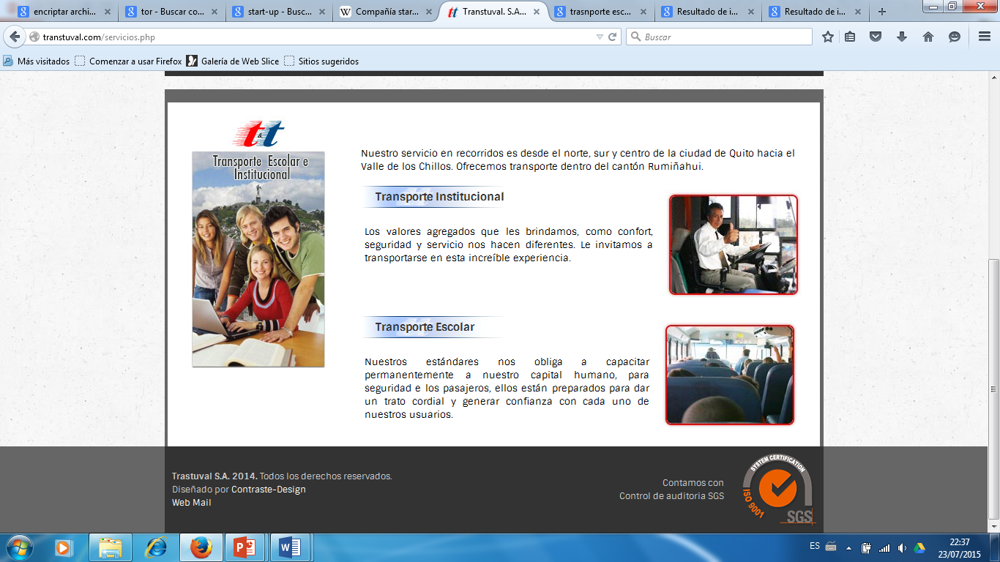 encriptar archi...
tor - Buscar co...
start-up - Busc...
Compañía star...
Transtuval. S.A...
trasnporte esc...
Resultado de i...
Resultado de i...
transtuval.com/servicios.php
Buscar
Más visitados
Comenzar a usar Firefox
Galería de Web Slice
Sitios sugeridos
t&t
Transporte Escolar e
Institucional
Nuestro servicio en recorridos es desde el norte, sur y centro de la ciudad de Quito hacia el
Valle de los Chillos. Ofrecemos transporte dentro del cantón Rumiñahui.
Transporte Institucional
Los valores agregados que les brindamos, como confort,
seguridad y servicio nos hacen diferentes. Le invitamos a
transportarse en esta increíble experiencia.
Transporte Escolar
Nuestros estándares nos obliga a capacitar
permanentemente a nuestro capital humano, para
seguridad e los pasajeros, ellos están preparados para dar
un trato cordial y generar confianza con cada uno de
nuestros usuarios.
Trastuval S.A. 2014. Todos los derechos reservados.
Diseñado por Contraste-Design
Web Mail
Contamos con
Control de auditoria SGS
SYSTEM CERTIFICATION
ISO 9001
SGS
ES
22:37
23/07/2015